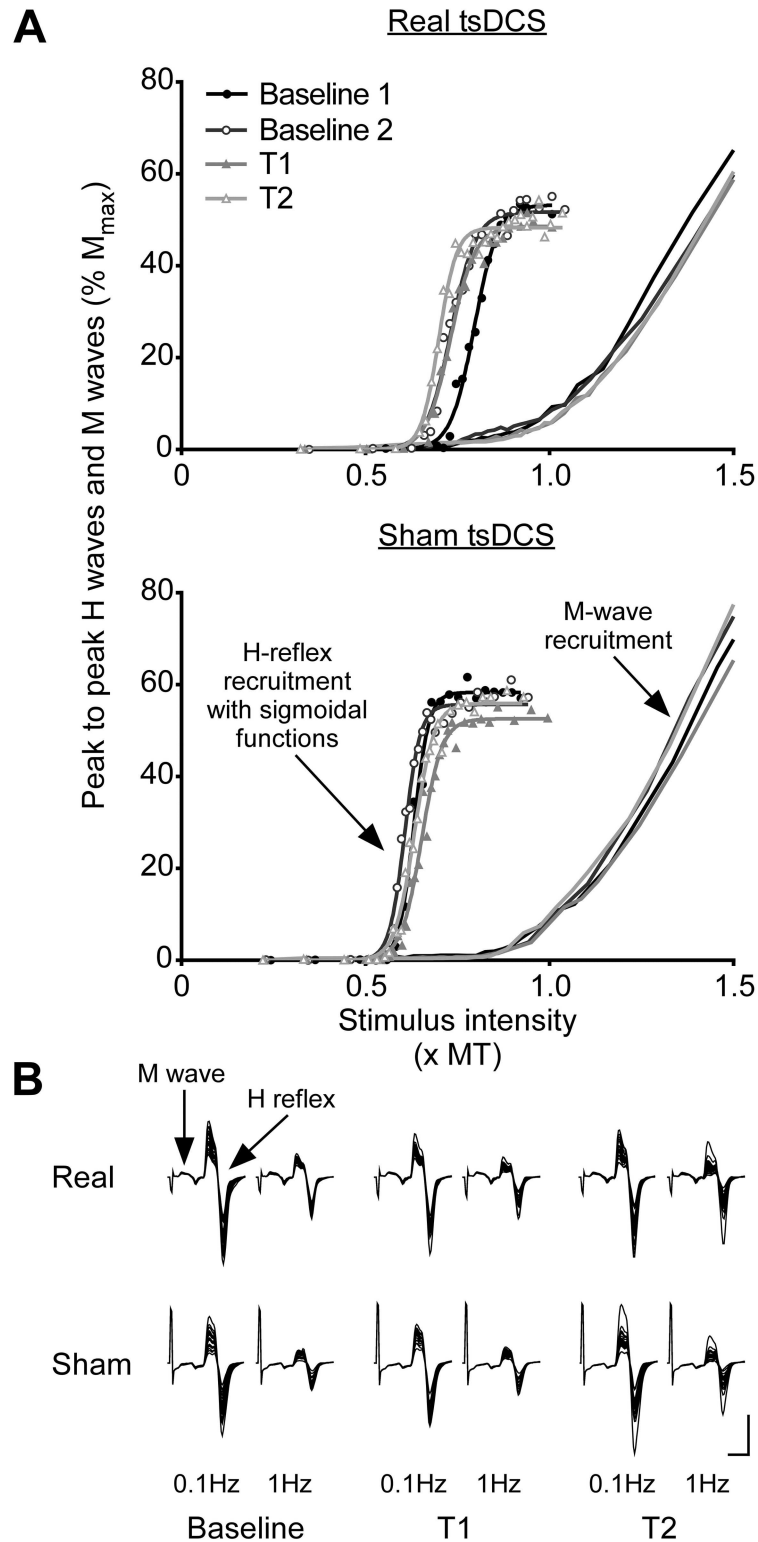 A
Real tsDCS
Peak to peak H waves and M waves (% Mmax)
80
60
40
20
0
Baseline 1
Baseline 2
T1
T2
0
0.5
1.0
1.5
Sham tsDCS
80
60
40
20
0
H-reflex
recruitment
with sigmoidal
functions
M-wave
recruitment
0
0.5
1.0
1.5
Stimulus intensity
(x MT)
B
M wave
H reflex
Real
Sham
0.1Hz 1Hz 0.1Hz 1Hz 0.1Hz 1Hz
Baseline T1 T2